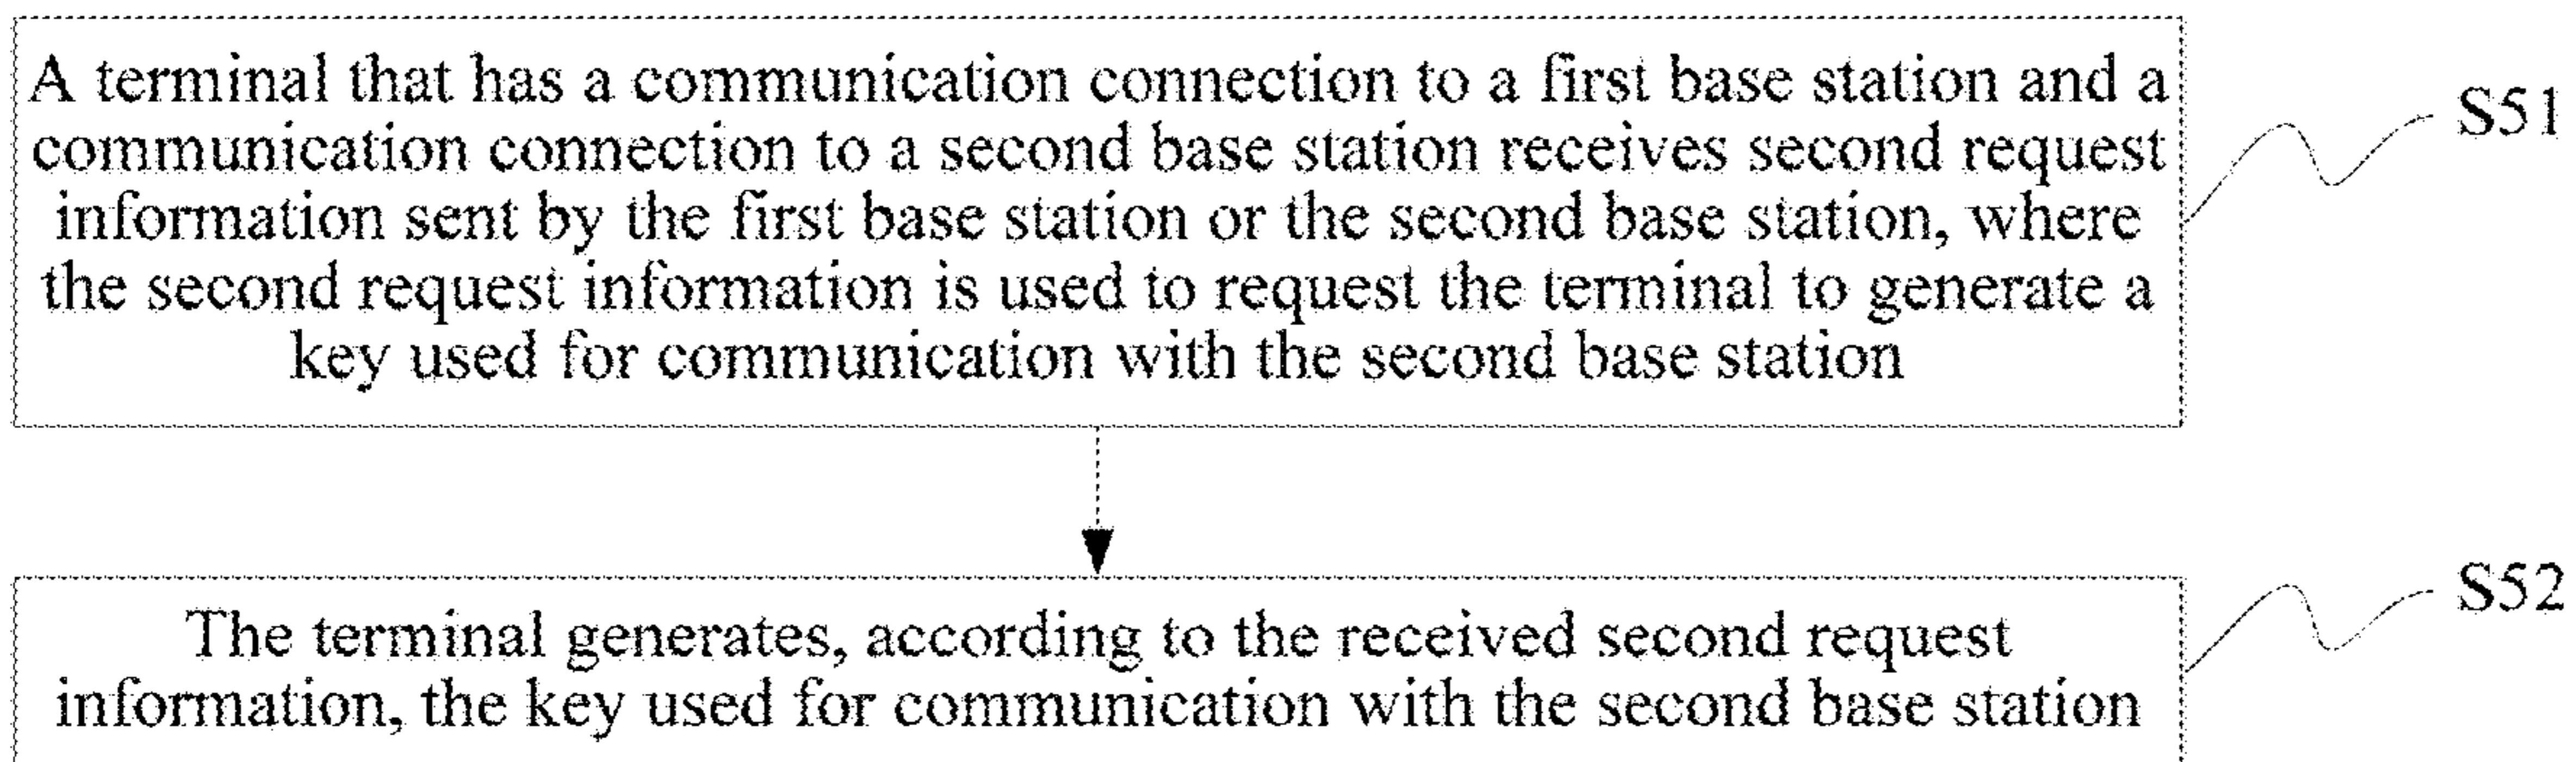 A terminal that has a communication connection to a first base station and a
communication connection to a second base station receives second request
information sent by the first base station or the second base station, where
the second request information is used to request the terminal to generate a
key used for communication with the second base station
S51
The terminal generates, according to the received second request
information, the key used for communication with the second base station
S52